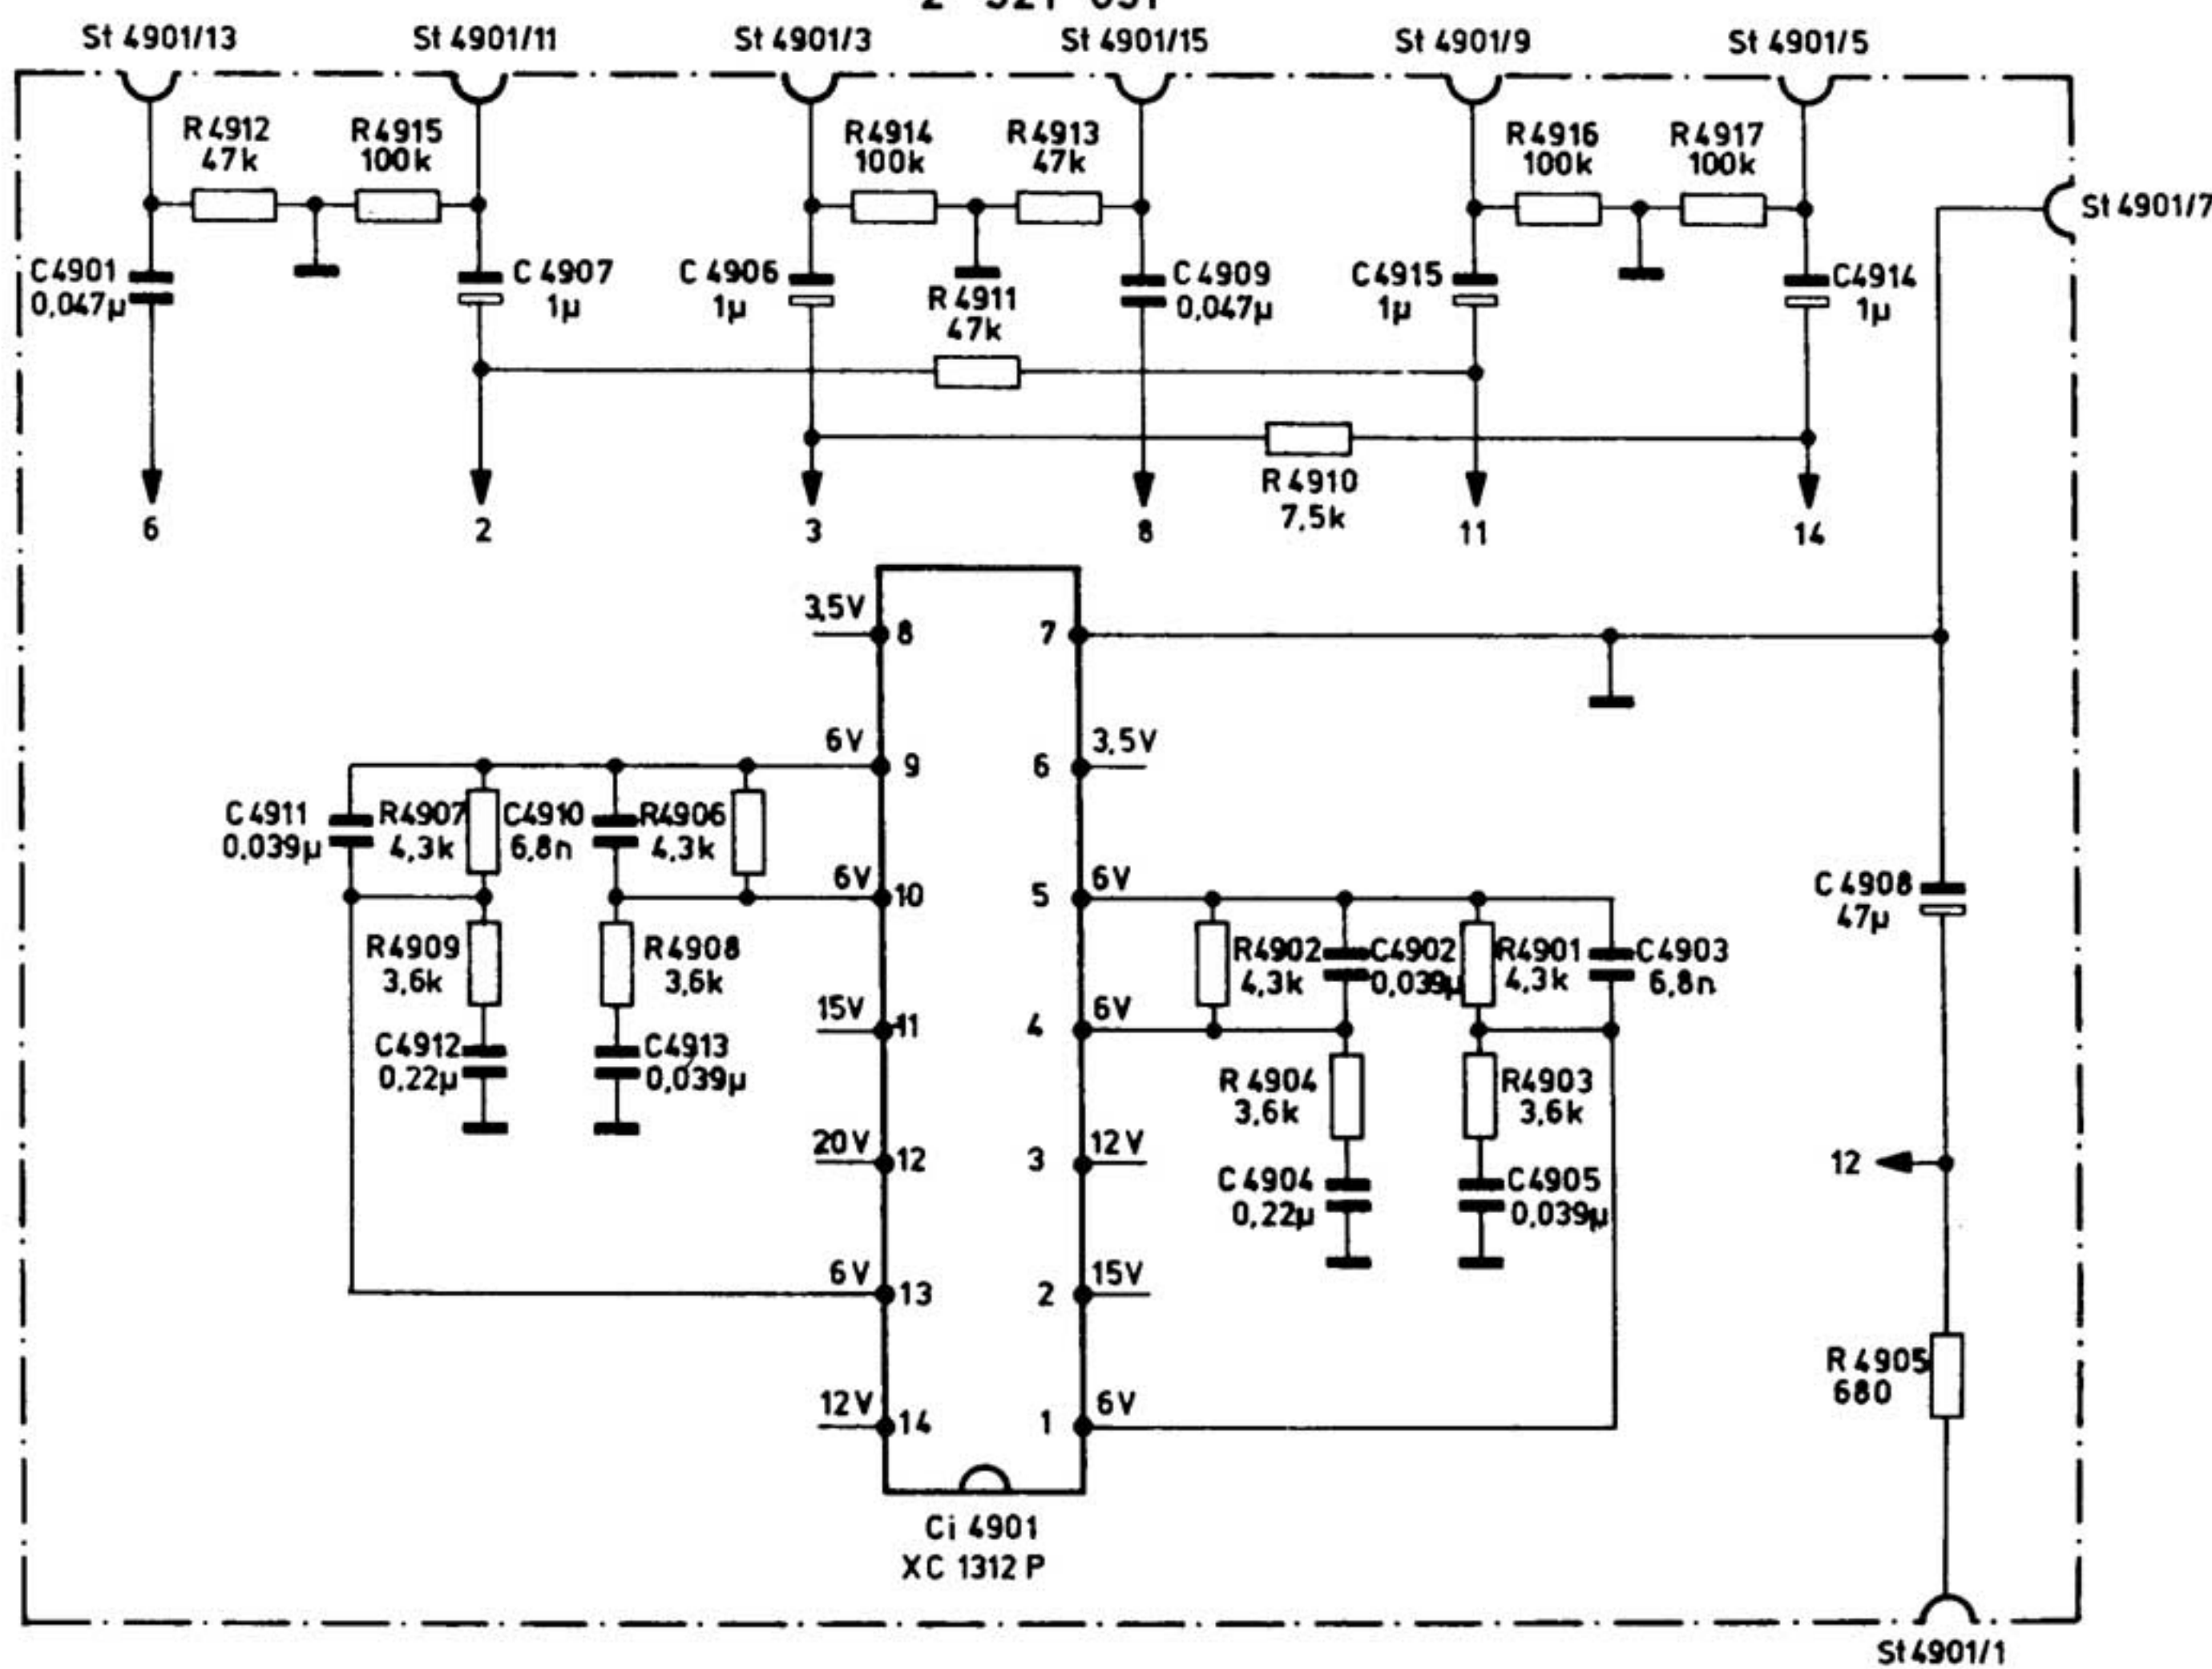 St 4901/13
St 4901/11
St 4901/3
St 4901/15
St 4901/9
St 4901/5
R4912
47k
R4915
100k
R4914
100k
R4913
47k
R4916
100k
R4917
100k
St 4901/7
C4901
0,047µ
C 4907
1µ
C 4906
1µ
R4911
47k
C4909
0,047µ
C4915
1µ
C4914
1µ
R 4910
7,5k
6
2
3
8
11
14
3,5V
8
7
6V
9
6
3,5V
C4911
0,039µ
R4907
4,3k
C4910
6,8n
R4906
4,3k
6V
10
5
6V
C 4908
47µ
R4909
3,6k
R4908
3,6k
R4902
4,3k
C4902
0,039µ
R4901
4,3k
C4903
6,8n
15V
11
4
6V
C4912
0,22µ
C4913
0,039µ
R 4904
3,6k
R4903
3,6k
20V
12
3
12V
C 4904
0,22µ
C4905
0,039µ
12
6V
13
2
15V
R 4905
680
12V
14
1
6V
Ci 4901
XC 1312 P
St 4901/1